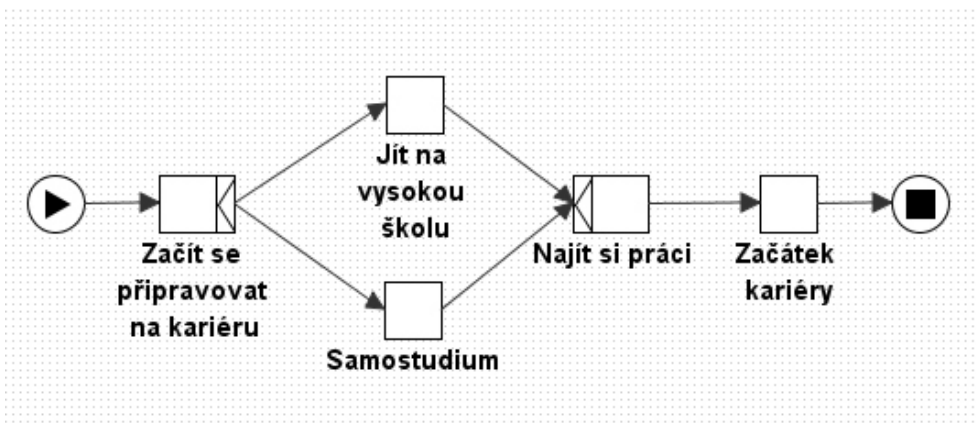 Jít na
vysokou
školu
Začít se
připravovat
na kariéru
Najít si práci
Začátek
kariéry
Samostudium